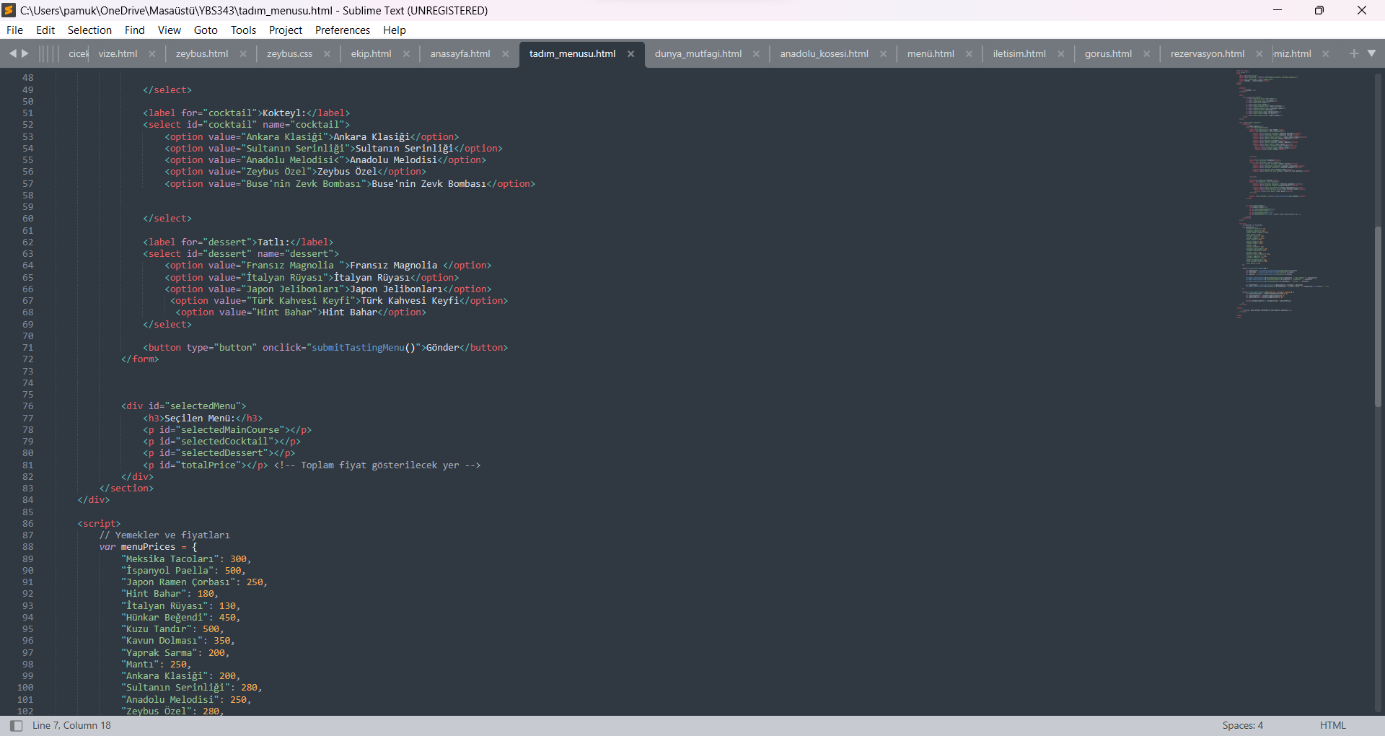 C:\Users\pamuk\OneDrive\Masaüstü\YBS343\tadım_menusu.html - Sublime Text (UNREGISTERED)
File Edit Selection Find View Goto Tools Project Preferences Help
vize.html zeybus.html zeybus.css ekip.html anasayfa.html tadım_menusu.html dunya_mutfagi.html anadolu_kosesi.html menü.html iletisim.html gorus.html rezervasyon.html miz.html
48
49 </select>
50
51 <label for="cocktail">Kokteyl:</label>
52 <select id="cocktail" name="cocktail">
53 <option value="Ankara Klasiği">Ankara Klasiği</option>
54 <option value="Sultanın Serinliği">Sultanın Serinliği</option>
55 <option value="Anadolu Melodisi<">Anadolu Melodisi</option>
56 <option value="Zeybus Özel">Zeybus Özel</option>
57 <option value="Buse'nin Zevk Bombası">Buse'nin Zevk Bombası</option>
58
59
60 </select>
61
62 <label for="dessert">Tatlı:</label>
63 <select id="dessert" name="dessert">
64 <option value="Fransız Magnolia ">Fransız Magnolia </option>
65 <option value="İtalyan Rüyası">İtalyan Rüyası</option>
66 <option value="Japon Jelibonları">Japon Jelibonları</option>
67 <option value="Türk Kahvesi Keyfi">Türk Kahvesi Keyfi</option>
68 <option value="Hint Bahar">Hint Bahar</option>
69 </select>
70
71 <button type="button" onclick="submitTastingMenu()">Gönder</button>
72 </form>
73
74
75
76 <div id="selectedMenu">
77 <h3>Seçilen Menü:</h3>
78 <p id="selectedMainCourse"></p>
79 <p id="selectedCocktail"></p>
80 <p id="selectedDessert"></p>
81 <p id="totalPrice"></p> <!-- Toplam fiyat gösterilecek yer -->
82 </div>
83 </section>
84 </div>
85
86 <script>
87 // Yemekler ve fiyatları
88 var menuPrices = {
89 "Meksika Tacoları": 300,
90 "İspanyol Paella": 500,
91 "Japon Ramen Çorbası": 250,
92 "Hint Bahar": 180,
93 "İtalyan Rüyası": 130,
94 "Hünkar Beğendi": 450,
95 "Kuzu Tandır": 500,
96 "Kavun Dolması": 350,
97 "Yaprak Sarma": 200,
98 "Mantı": 250,
99 "Ankara Klasiği": 200,
100 "Sultanın Serinliği": 280,
101 "Anadolu Melodisi": 250,
102 "Zeybus Özel": 280,
Line 7, Column 18 Spaces: 4 HTML